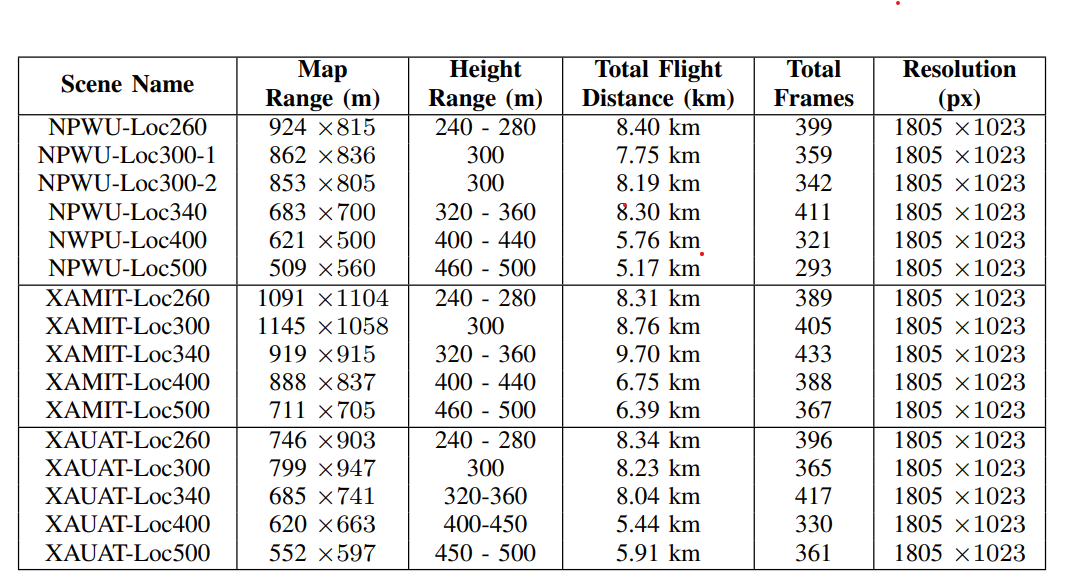 Scene Name Map Range (m) Height Range (m) Total Flight Distance (km) Total Frames Resolution (px)
NPWU-Loc260 924 ×815 240 - 280 8.40 km 399 1805 ×1023
NPWU-Loc300-1 862 ×836 300 7.75 km 359 1805 ×1023
NPWU-Loc300-2 853 ×805 300 8.19 km 342 1805 ×1023
NPWU-Loc340 683 ×700 320 - 360 8.30 km 411 1805 ×1023
NWPU-Loc400 621 ×500 400 - 440 5.76 km 321 1805 ×1023
NPWU-Loc500 509 ×560 460 - 500 5.17 km 293 1805 ×1023
XAMIT-Loc260 1091 ×1104 240 - 280 8.31 km 389 1805 ×1023
XAMIT-Loc300 1145 ×1058 300 8.76 km 405 1805 ×1023
XAMIT-Loc340 919 ×915 320 - 360 9.70 km 433 1805 ×1023
XAMIT-Loc400 888 ×837 400 - 440 6.75 km 388 1805 ×1023
XAMIT-Loc500 711 ×705 460 - 500 6.39 km 367 1805 ×1023
XAUAT-Loc260 746 ×903 240 - 280 8.34 km 396 1805 ×1023
XAUAT-Loc300 799 ×947 300 8.23 km 365 1805 ×1023
XAUAT-Loc340 685 ×741 320-360 8.04 km 417 1805 ×1023
XAUAT-Loc400 620 ×663 400-450 5.44 km 330 1805 ×1023
XAUAT-Loc500 552 ×597 450 - 500 5.91 km 361 1805 ×1023